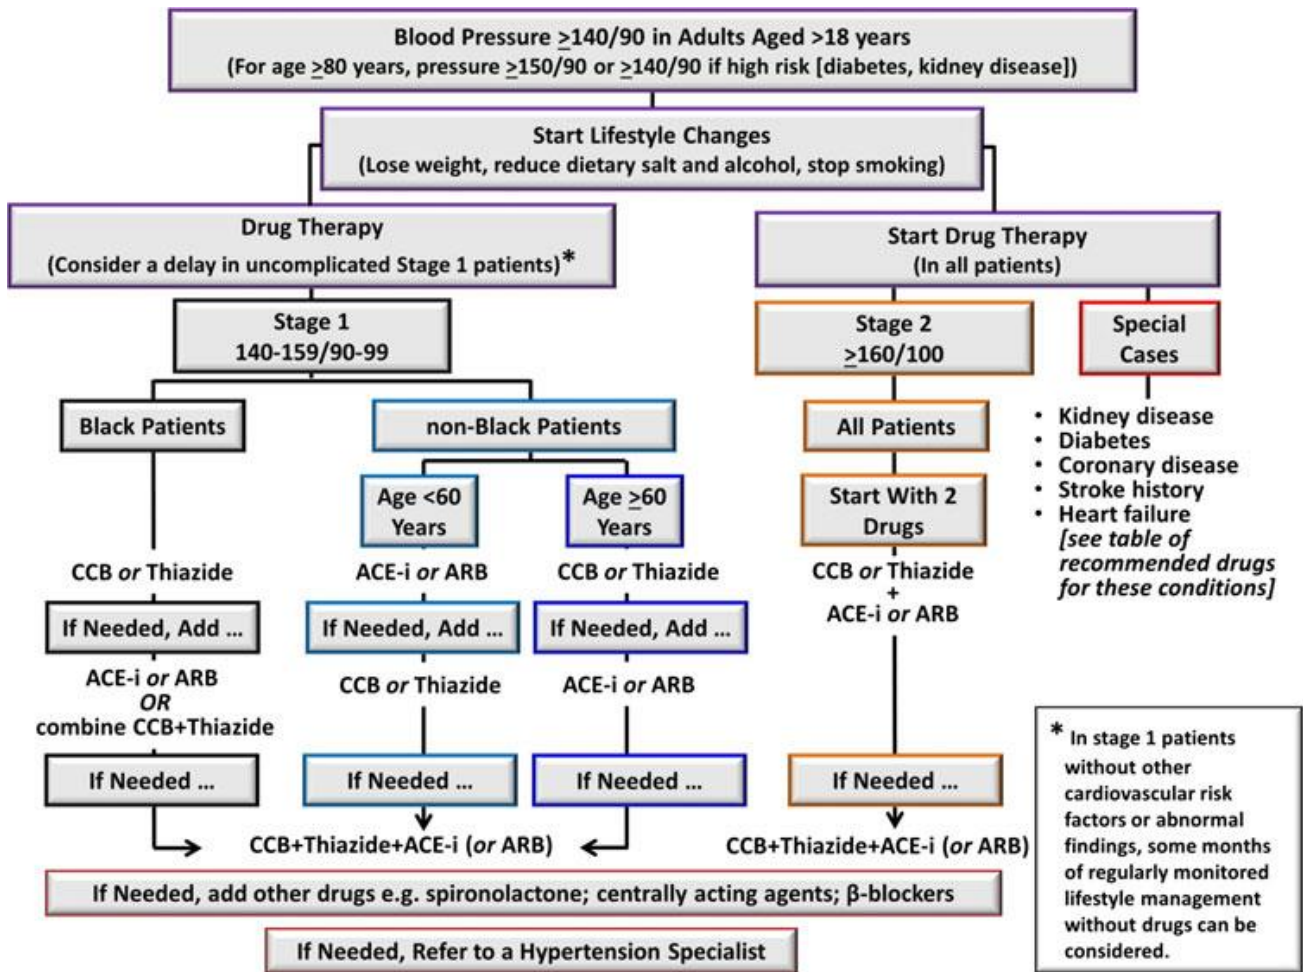 Blood Pressure ≥140/90 in Adults Aged >18 years
(For age ≥80 years, pressure ≥150/90 or ≥140/90 if high risk [diabetes, kidney disease])
Start Lifestyle Changes
(Lose weight, reduce dietary salt and alcohol, stop smoking)
Drug Therapy
(Consider a delay in uncomplicated Stage 1 patients)*
Stage 1
140-159/90-99
Black Patients
CCB or Thiazide
If Needed, Add ...
ACE-i or ARB
OR
combine CCB+Thiazide
If Needed ...
non-Black Patients
Age <60
Years
ACE-i or ARB
If Needed, Add ...
CCB or Thiazide
If Needed ...
Age ≥60
Years
CCB or Thiazide
If Needed, Add ...
ACE-i or ARB
If Needed ...
CCB+Thiazide+ACE-i (or ARB)
Start Drug Therapy
(In all patients)
Stage 2
≥160/100
All Patients
Start With 2
Drugs
CCB or Thiazide
+
ACE-i or ARB
If Needed ...
CCB+Thiazide+ACE-i (or ARB)
Special
Cases
• Kidney disease
• Diabetes
• Coronary disease
• Stroke history
• Heart failure
[see table of
recommended drugs
for these conditions]
* In stage 1 patients
without other
cardiovascular risk
factors or abnormal
findings, some months
of regularly monitored
lifestyle management
without drugs can be
considered.
If Needed, add other drugs e.g. spironolactone; centrally acting agents; β-blockers
If Needed, Refer to a Hypertension Specialist